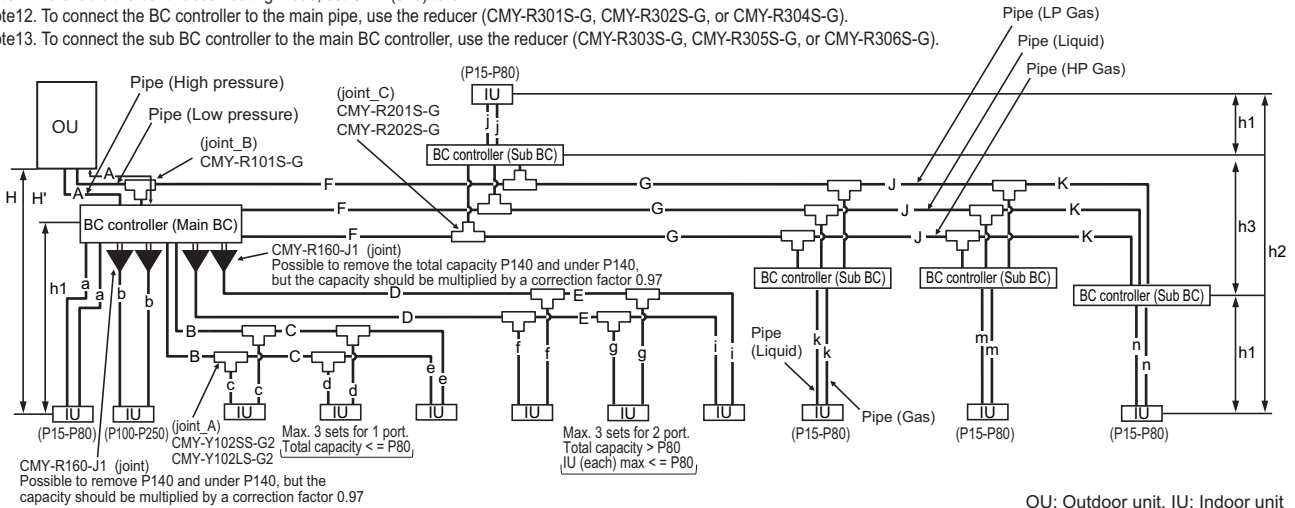 Note12. To connect the BC controller to the main pipe, use the reducer (CMY-R301S-G, CMY-R302S-G, or CMY-R304S-G).
Note13. To connect the sub BC controller to the main BC controller, use the reducer (CMY-R303S-G, CMY-R305S-G, or CMY-R306S-G).
Pipe (LP Gas)
Pipe (Liquid)
Pipe (HP Gas)
Pipe (High pressure)
Pipe (Low pressure)
(joint_B)
CMY-R101S-G
(joint_C)
CMY-R201S-G
CMY-R202S-G
(P15-P80)
IU
j j
BC controller (Sub BC)
OU
A
A
H H'
h1
BC controller (Main BC)
F G J K
F G J K
F G J K
h1
h3
h2
h1
CMY-R160-J1 (joint)
Possible to remove the total capacity P140 and under P140,
but the capacity should be multiplied by a correction factor 0.97
BC controller (Sub BC)
BC controller (Sub BC)
BC controller (Sub BC)
a a b b
D E
D E
B C
B C
c c d d e e f f g g i i
Pipe
(Liquid)
k k
m m
n n
Pipe (Gas)
IU IU IU IU IU IU IU IU IU IU IU
(P15-P80) (P100-P250)
(joint_A)
CMY-Y102SS-G2
CMY-Y102LS-G2
Max. 3 sets for 1 port.
Total capacity < = P80
Max. 3 sets for 2 port.
Total capacity > P80
IU (each) max < = P80
(P15-P80) (P15-P80) (P15-P80)
CMY-R160-J1 (joint)
Possible to remove P140 and under P140, but the
capacity should be multiplied by a correction factor 0.97
OU: Outdoor unit, IU: Indoor unit